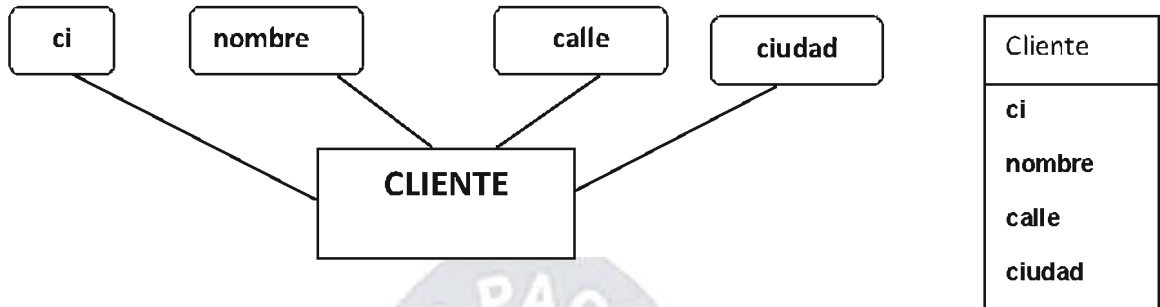 ci
nombre
calle
ciudad
CLIENTE
Cliente
ci
nombre
calle
ciudad